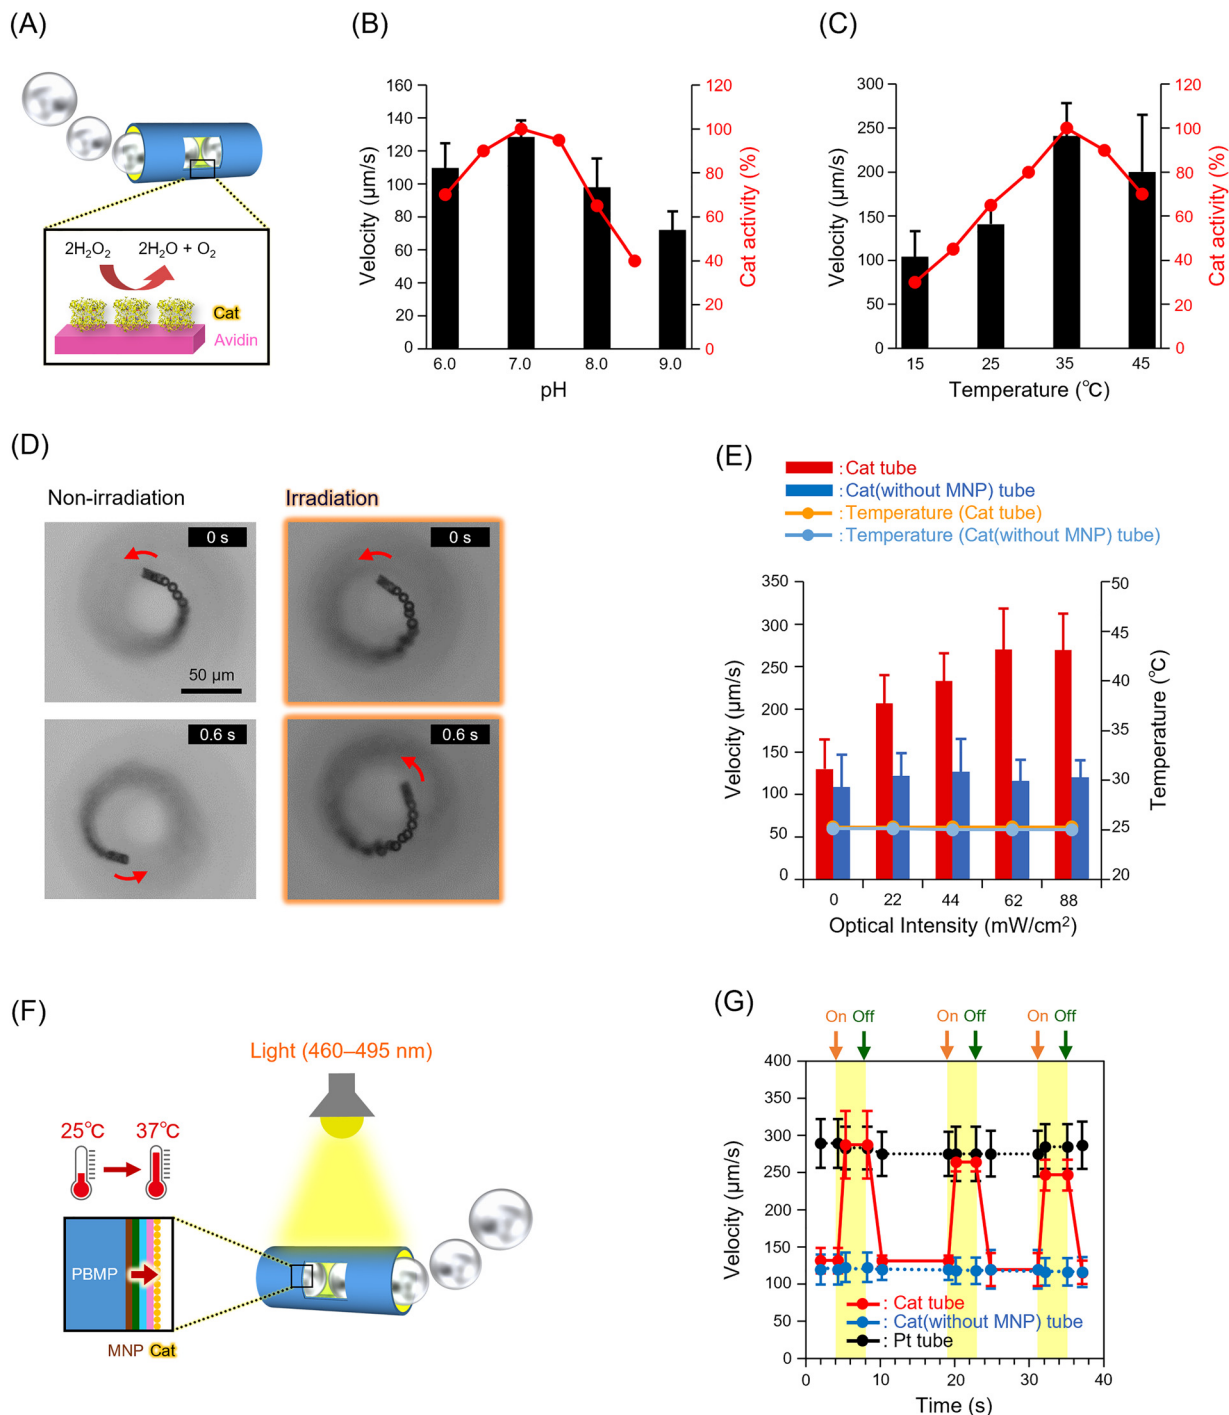 (A)
2H₂O₂ 2H₂O + O₂
Cat
Avidin
(B)
160
140
120
100
80
60
40
20
0
Velocity (µm/s)
6.0 7.0 8.0 9.0
pH
120
100
80
60
40
20
0
Cat activity (%)
(C)
300
250
200
150
100
50
0
Velocity (µm/s)
15 25 35 45
Temperature (℃)
120
100
80
60
40
20
0
Cat activity (%)
(D)
Non-irradiation Irradiation
0 s 0 s
50 µm
0.6 s 0.6 s
(E)
: Cat tube
: Cat(without MNP) tube
: Temperature (Cat tube)
: Temperature (Cat(without MNP) tube)
350
300
250
200
150
100
50
0
Velocity (µm/s)
0 22 44 62 88
Optical Intensity (mW/cm²)
50
45
40
35
30
25
20
Temperature (℃)
(F)
Light (460–495 nm)
25℃ 37℃
PBMP
MNP Cat
(G)
On Off On Off On Off
400
350
300
250
200
150
100
50
0
Velocity (µm/s)
: Cat tube
: Cat(without MNP) tube
: Pt tube
0 10 20 30 40
Time (s)